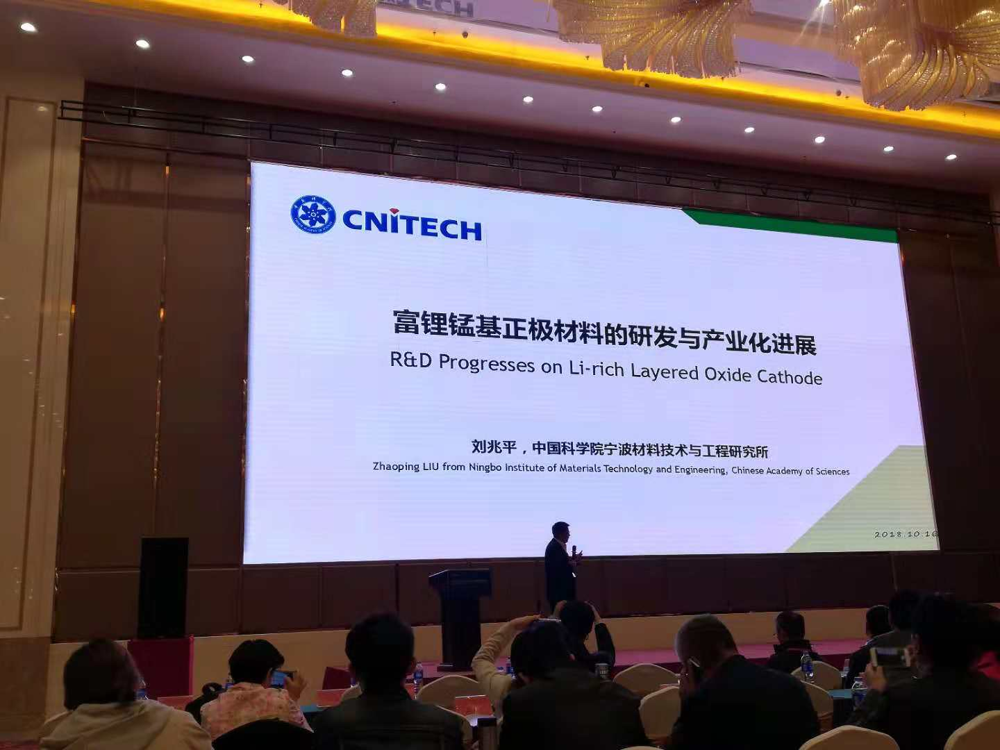 CNiTECH
富锂锰基正极材料的研发与产业化进展
R&D Progresses on Li-rich Layered Oxide Cathode
刘兆平，中国科学院宁波材料技术与工程研究所
Zhaoping LIU from Ningbo Institute of Materials Technology and Engineering, Chinese Academy of Sciences
2018.10.16